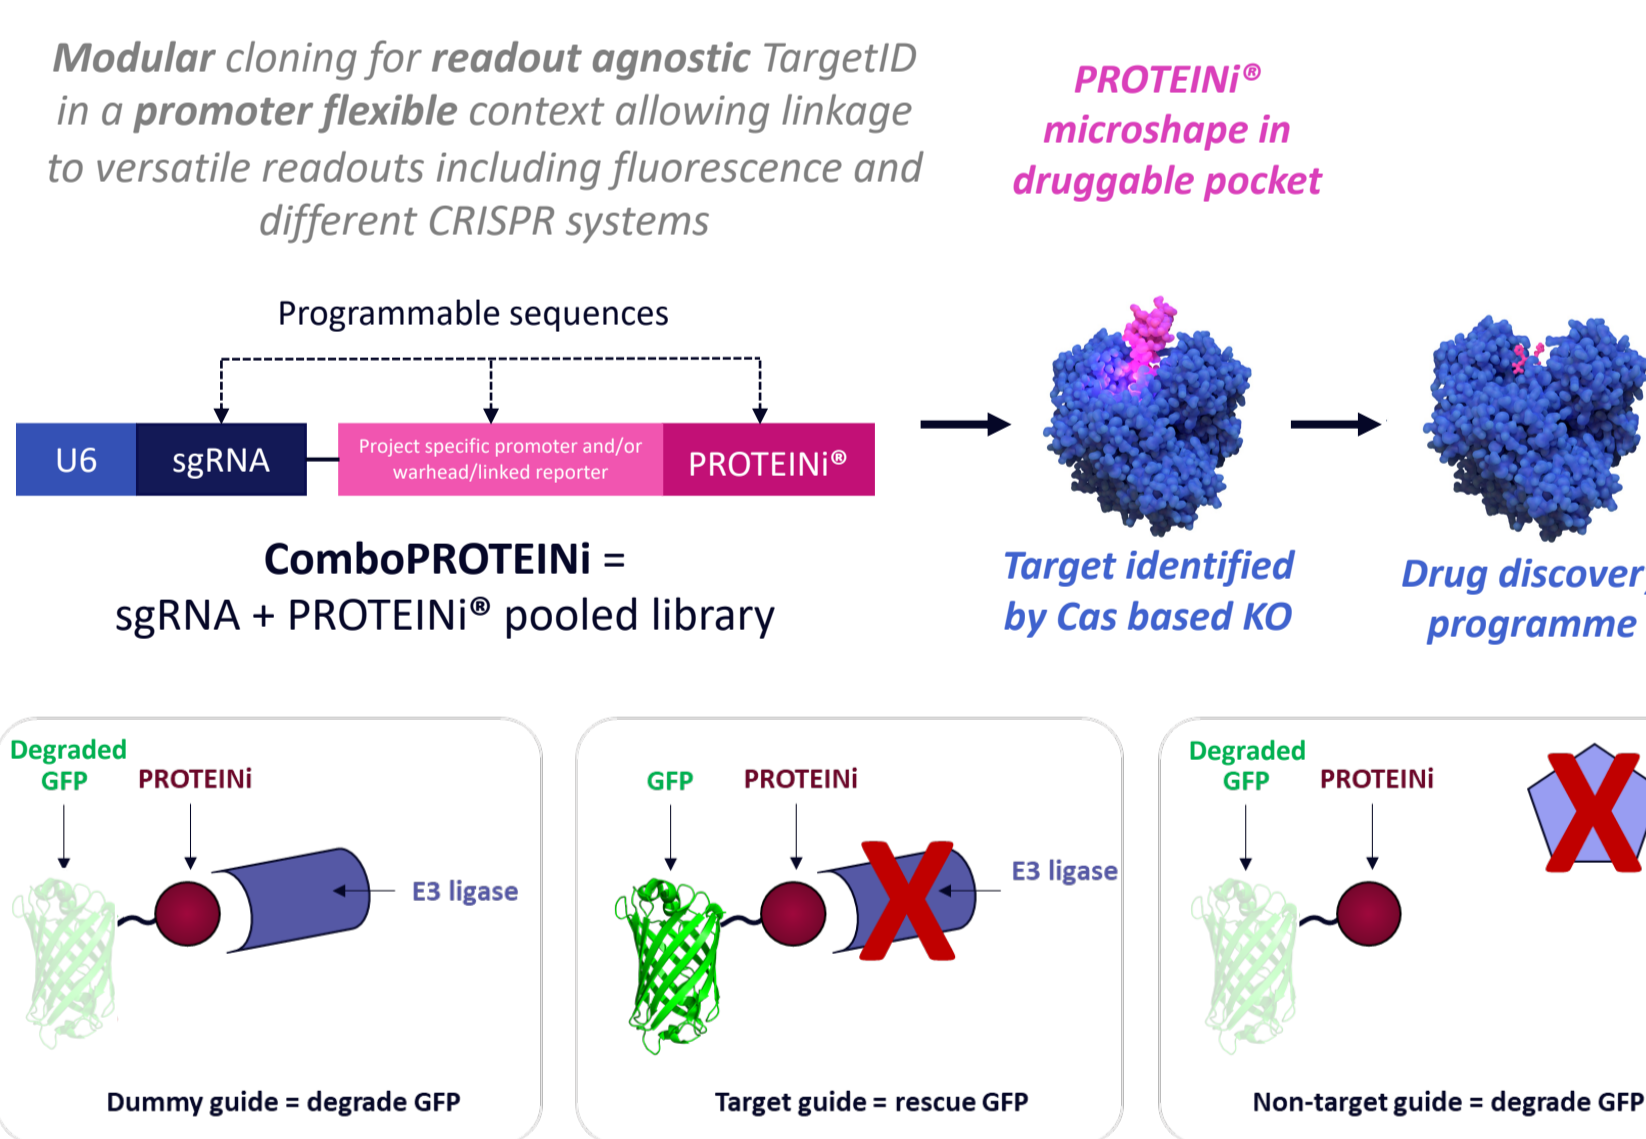 Modular cloning for readout agnostic TargetID
in a promoter flexible context allowing linkage
to versatile readouts including fluorescence and
different CRISPR systems
PROTEINi®
microshape in
druggable pocket
Programmable sequences
U6
sgRNA
Project specific promoter and/or
warhead/linked reporter
PROTEINi®
ComboPROTEINi =
sgRNA + PROTEINi® pooled library
Target identified
by Cas based KO
Drug discover
programme
Degraded
GFP
PROTEINi
E3 ligase
Dummy guide = degrade GFP
GFP
PROTEINi
E3 ligase
Target guide = rescue GFP
Degraded
GFP
PROTEINi
Non-target guide = degrade GFP